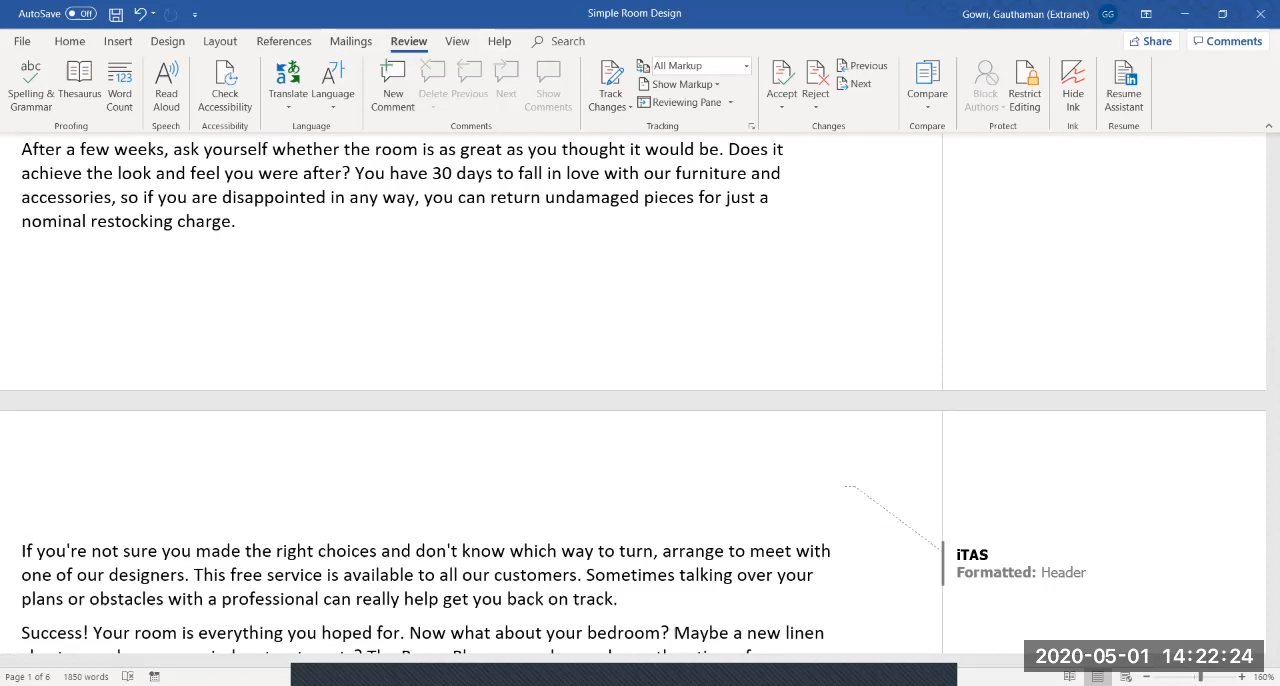 AutoSave Off Simple Room Design Gowri, Gauthaman (Extranet) GG
File Home Insert Design Layout References Mailings Review View Help Search Share Comments
abc Spelling & Grammar
Thesaurus
123 Word Count
Proofing
Read Aloud
Speech
Check Accessibility
Accessibility
Translate
Language
Language
New Comment
Delete
Previous
Next
Show Comments
Comments
Track Changes
All Markup
Show Markup
Reviewing Pane
Tracking
Accept
Reject
Previous
Next
Changes
Compare
Compare
Block Authors
Restrict Editing
Protect
Hide Ink
Ink
Resume Assistant
Resume
After a few weeks, ask yourself whether the room is as great as you thought it would be. Does it
achieve the look and feel you were after? You have 30 days to fall in love with our furniture and
accessories, so if you are disappointed in any way, you can return undamaged pieces for just a
nominal restocking charge.
If you're not sure you made the right choices and don't know which way to turn, arrange to meet with
one of our designers. This free service is available to all our customers. Sometimes talking over your
plans or obstacles with a professional can really help get you back on track.
Success! Your room is everything you hoped for. Now what about your bedroom? Maybe a new linen
iTAS
Formatted: Header
2020-05-01 14:22:24
Page 1 of 6 1850 words 160%